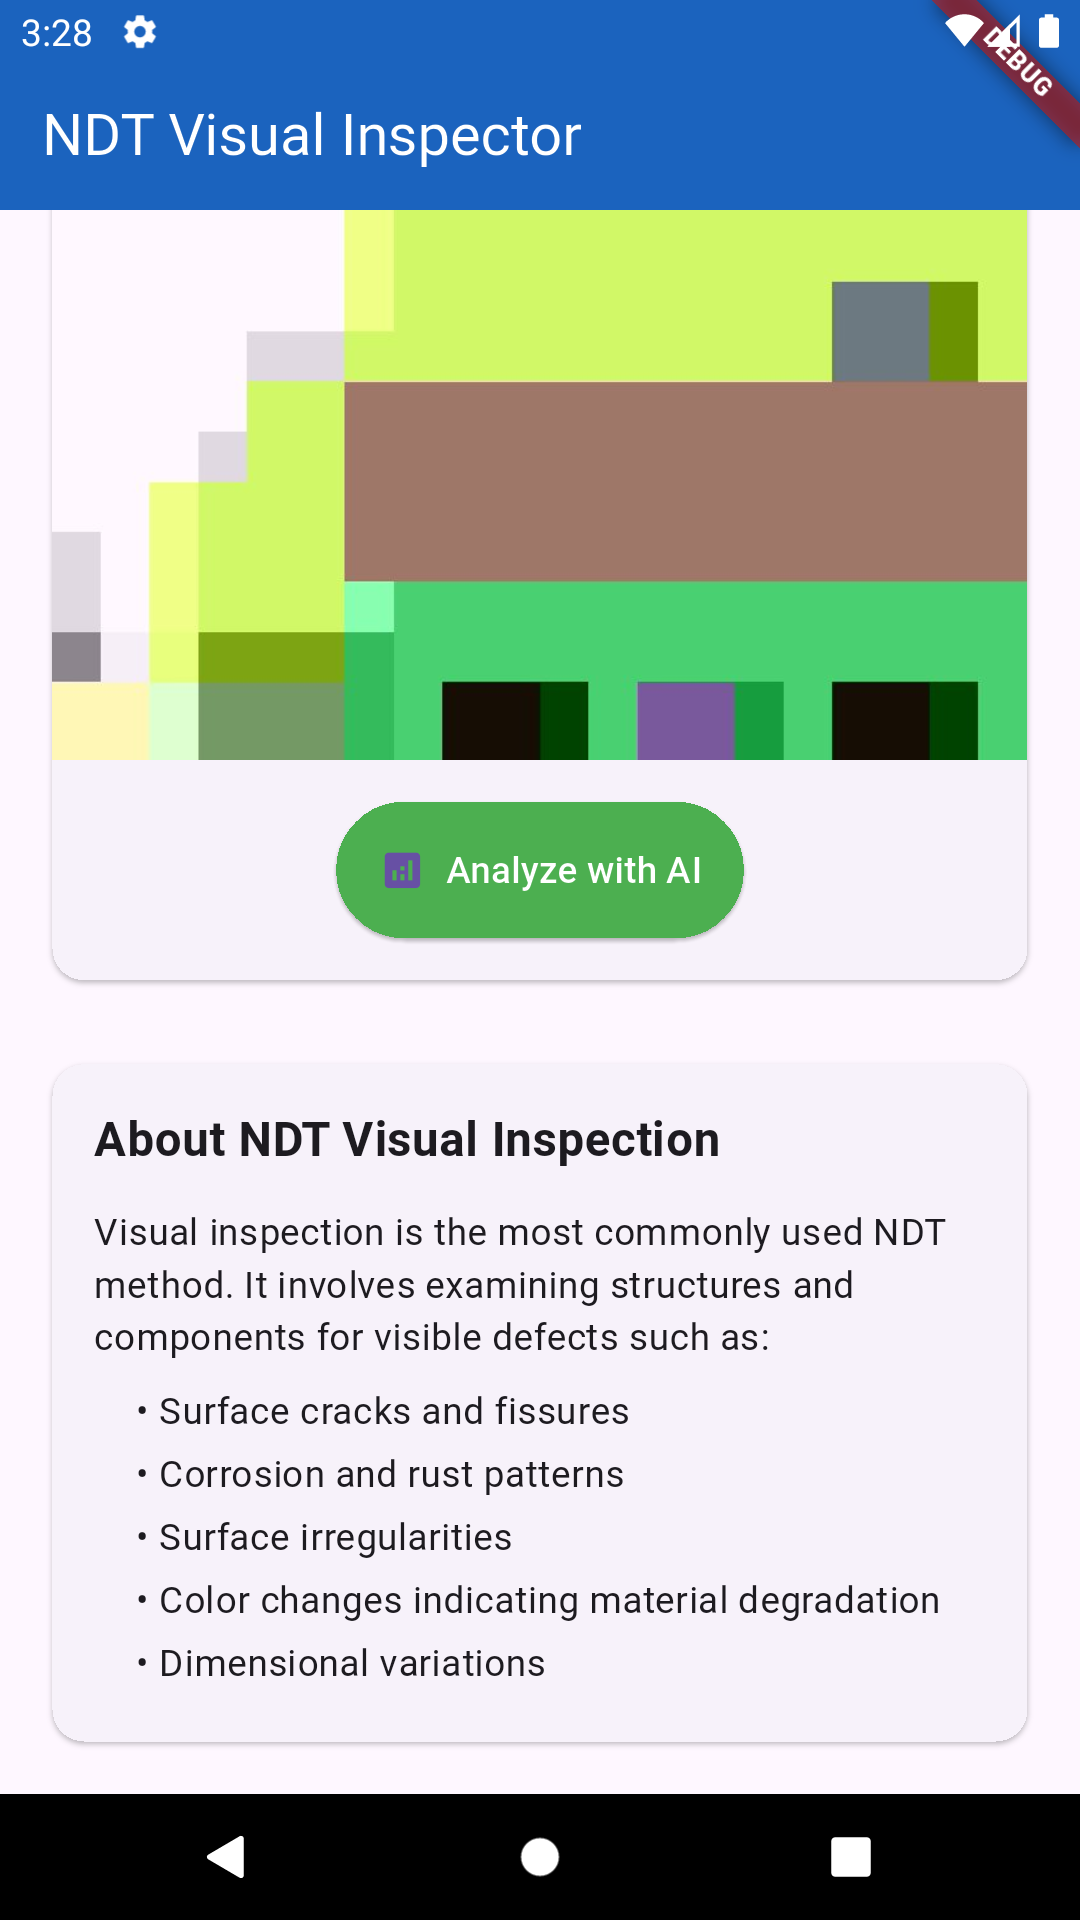 3:28
DEBUG
NDT Visual Inspector
Analyze with AI
About NDT Visual Inspection
Visual inspection is the most commonly used NDT
method. It involves examining structures and
components for visible defects such as:
• Surface cracks and fissures
• Corrosion and rust patterns
• Surface irregularities
• Color changes indicating material degradation
• Dimensional variations